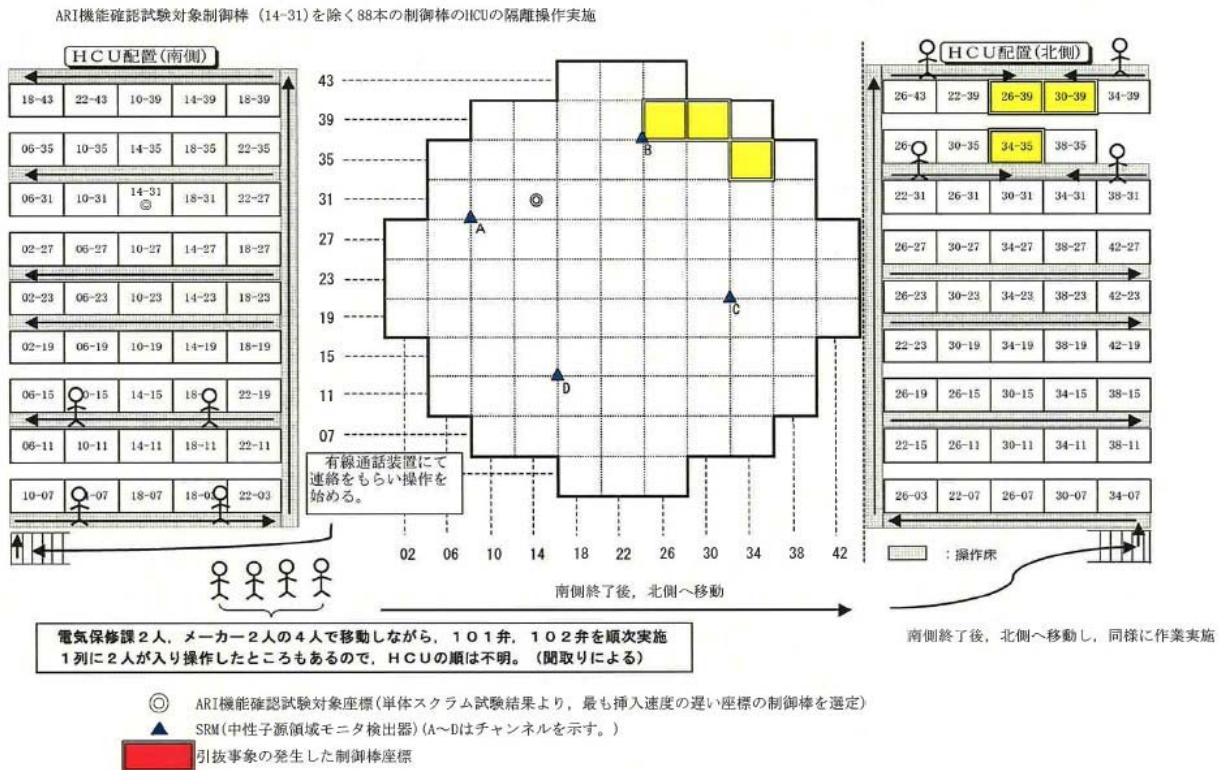 ARI機能確認試験対象制御棒（14-31）を除く88本の制御棒のHCUの隔離操作実施
HCU配置(南側)
18-43 22-43 10-39 14-39 18-39
06-35 10-35 14-35 18-35 22-35
06-31 10-31 14-31 18-31 22-27
◎
02-27 06-27 10-27 14-27 18-27
02-23 06-23 10-23 14-23 18-23
02-19 06-19 10-19 14-19 18-19
06-15 0-15 14-15 18- 22-19
06-11 10-11 14-11 18-11 22-11
10-07 -07 18-07 18-0 22-03
43
39
35
31
27
23
19
15
11
07
B
A
C
D
02 06 10 14 18 22 26 30 34 38 42
有線通話装置にて
連絡をもらい操作を
始める。
HCU配置(北側)
26-43 22-39 26-39 30-39 34-39
26- 30-35 34-35 38-35
22-31 26-31 30-31 34-31 38-31
26-27 30-27 34-27 38-27 42-27
26-23 30-23 34-23 38-23 42-23
22-23 30-19 34-19 38-19 42-19
26-19 26-15 30-15 34-15 38-15
22-15 26-11 30-11 34-11 38-11
26-03 22-07 26-07 30-07 34-07
：操作床
南側終了後，北側へ移動
南側終了後，北側へ移動し，同様に作業実施
電気保修課２人，メーカー２人の４人で移動しながら，１０１弁，１０２弁を順次実施
１列に２人が入り操作したところもあるので，ＨＣＵの順は不明。（聞取りによる）
◎ ARI機能確認試験対象座標(単体スクラム試験結果より，最も挿入速度の遅い座標の制御棒を選定)
▲ SRM(中性子源領域モニタ検出器)(A～Dはチャンネルを示す。)
引抜事象の発生した制御棒座標